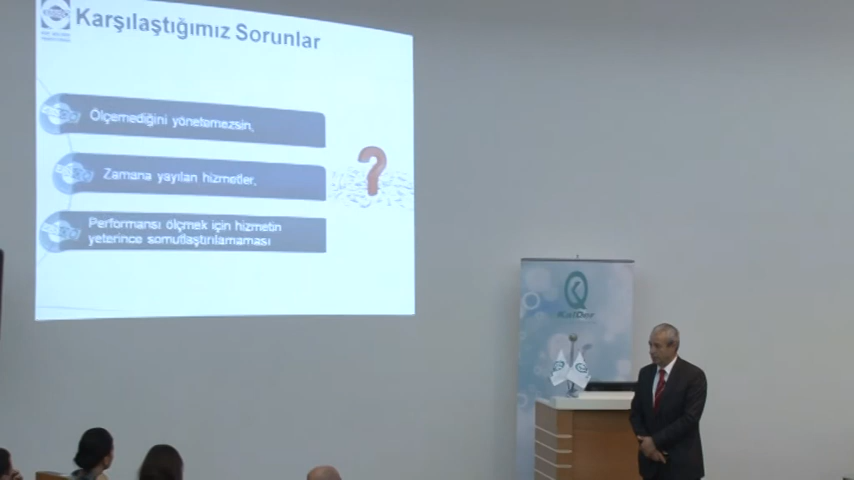 Karşılaştığımız Sorunlar
Ölçemediğini yönetemezsin.
Zamana yayılan hizmetler.
Performansı ölçmek için hizmetin
yeterince somutlaştırılamaması
?
KalDer